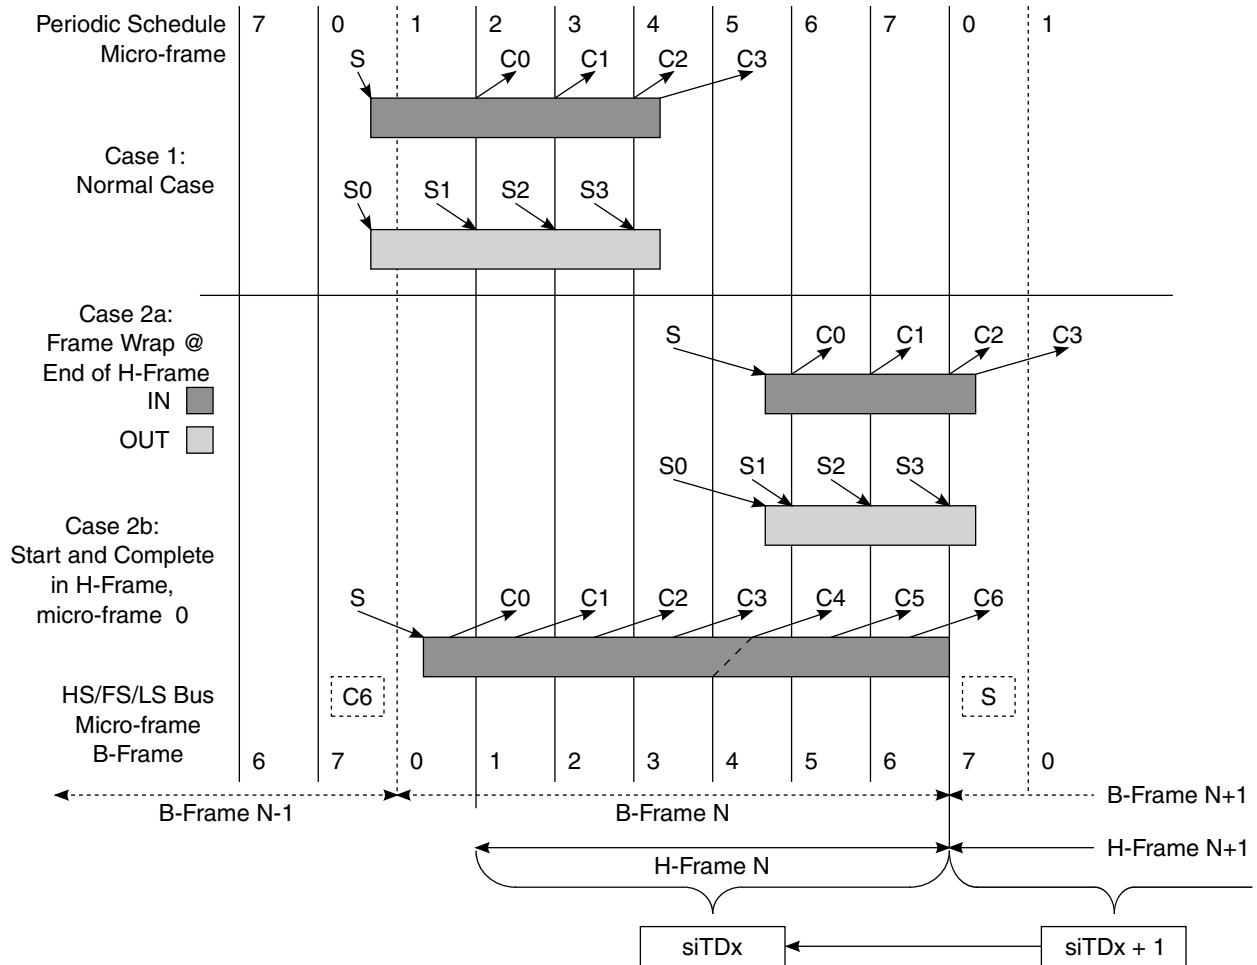 Periodic Schedule
Micro-frame
7 0 1 2 3 4 5 6 7 0 1
S C0 C1 C2 C3
Case 1:
Normal Case
S0 S1 S2 S3
Case 2a:
Frame Wrap @
End of H-Frame
IN
OUT
S C0 C1 C2 C3
S0 S1 S2 S3
Case 2b:
Start and Complete
in H-Frame,
micro-frame 0
S C0 C1 C2 C3 C4 C5 C6
C6 S
HS/FS/LS Bus
Micro-frame
B-Frame
6 7 0 1 2 3 4 5 6 7 0
B-Frame N-1 B-Frame N B-Frame N+1
H-Frame N H-Frame N+1
siTDx siTDx + 1